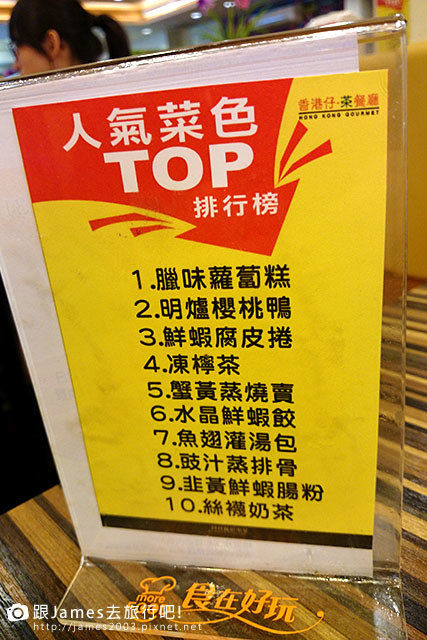 香港仔·茶餐廳
HONG KONG GOURMET
人氣菜色
TOP
排行榜
1.臘味蘿蔔糕
2.明爐櫻桃鴨
3.鮮蝦腐皮捲
4.凍檸茶
5.蟹黃蒸燒賣
6.水晶鮮蝦餃
7.魚翅灌湯包
8.豉汁蒸排骨
9.韭黃鮮蝦腸粉
10.絲襪奶茶
more
食在好玩
跟James去旅行吧!
http://james2003.pixnet.net